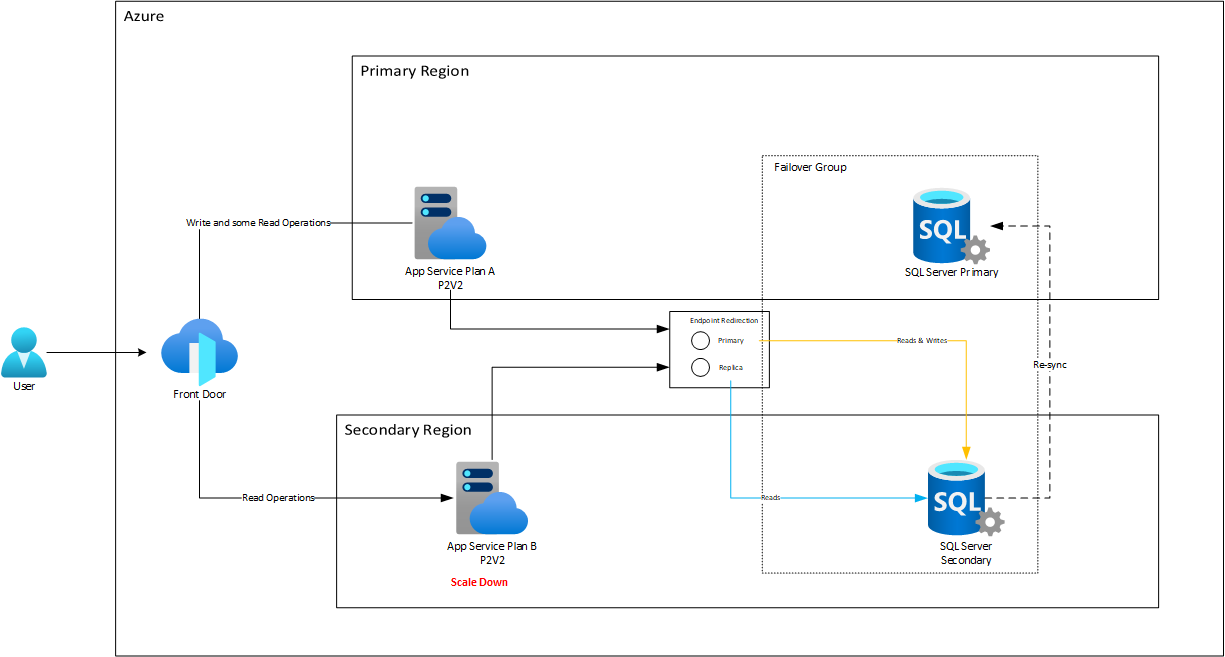 Azure
Primary Region
Failover Group
SQL
SQL Server Primary
Write and some Read Operations
App Service Plan A
P2V2
Endpoint Redirection
Primary
Replica
Reads & Writes
Re-sync
User
Front Door
Secondary Region
Read Operations
Reads
SQL
App Service Plan B
P2V2
Scale Down
SQL Server
Secondary